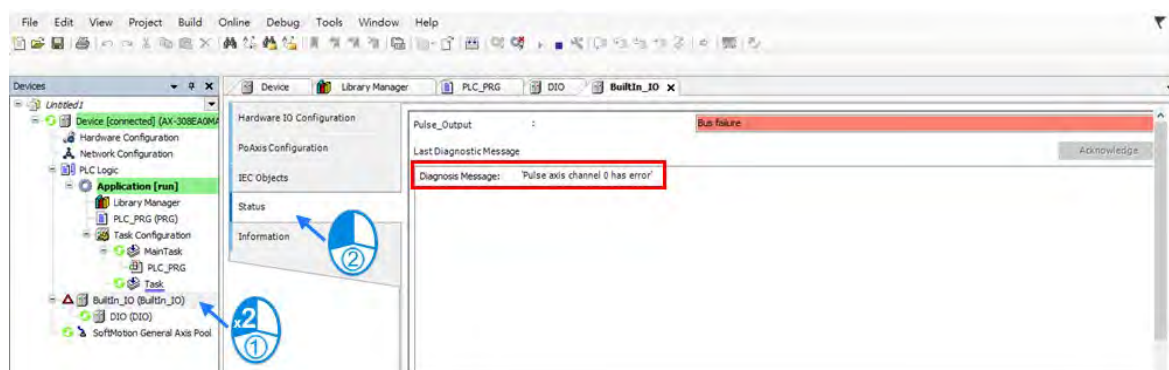 File Edit View Project Build Online Debug Tools Window Help
Devices
Device
Library Manager
PLC_PRG
DIO
BuiltIn_IO
Untitled1
Device [connected] (AX-308EA0MA
Hardware Configuration
Network Configuration
PLC Logic
Application [run]
Library Manager
PLC_PRG (PRG)
Task Configuration
MainTask
PLC_PRG
Task
BuiltIn_IO (BuiltIn_IO)
DIO (DIO)
SoftMotion General Axis Pool
Hardware IO Configuration
PoAxis Configuration
IEC Objects
Status
Information
Pulse_Output : Bus failure
Last Diagnostic Message
Acknowledge
Diagnosis Message: 'Pulse axis channel 0 has error'
②
x2
①